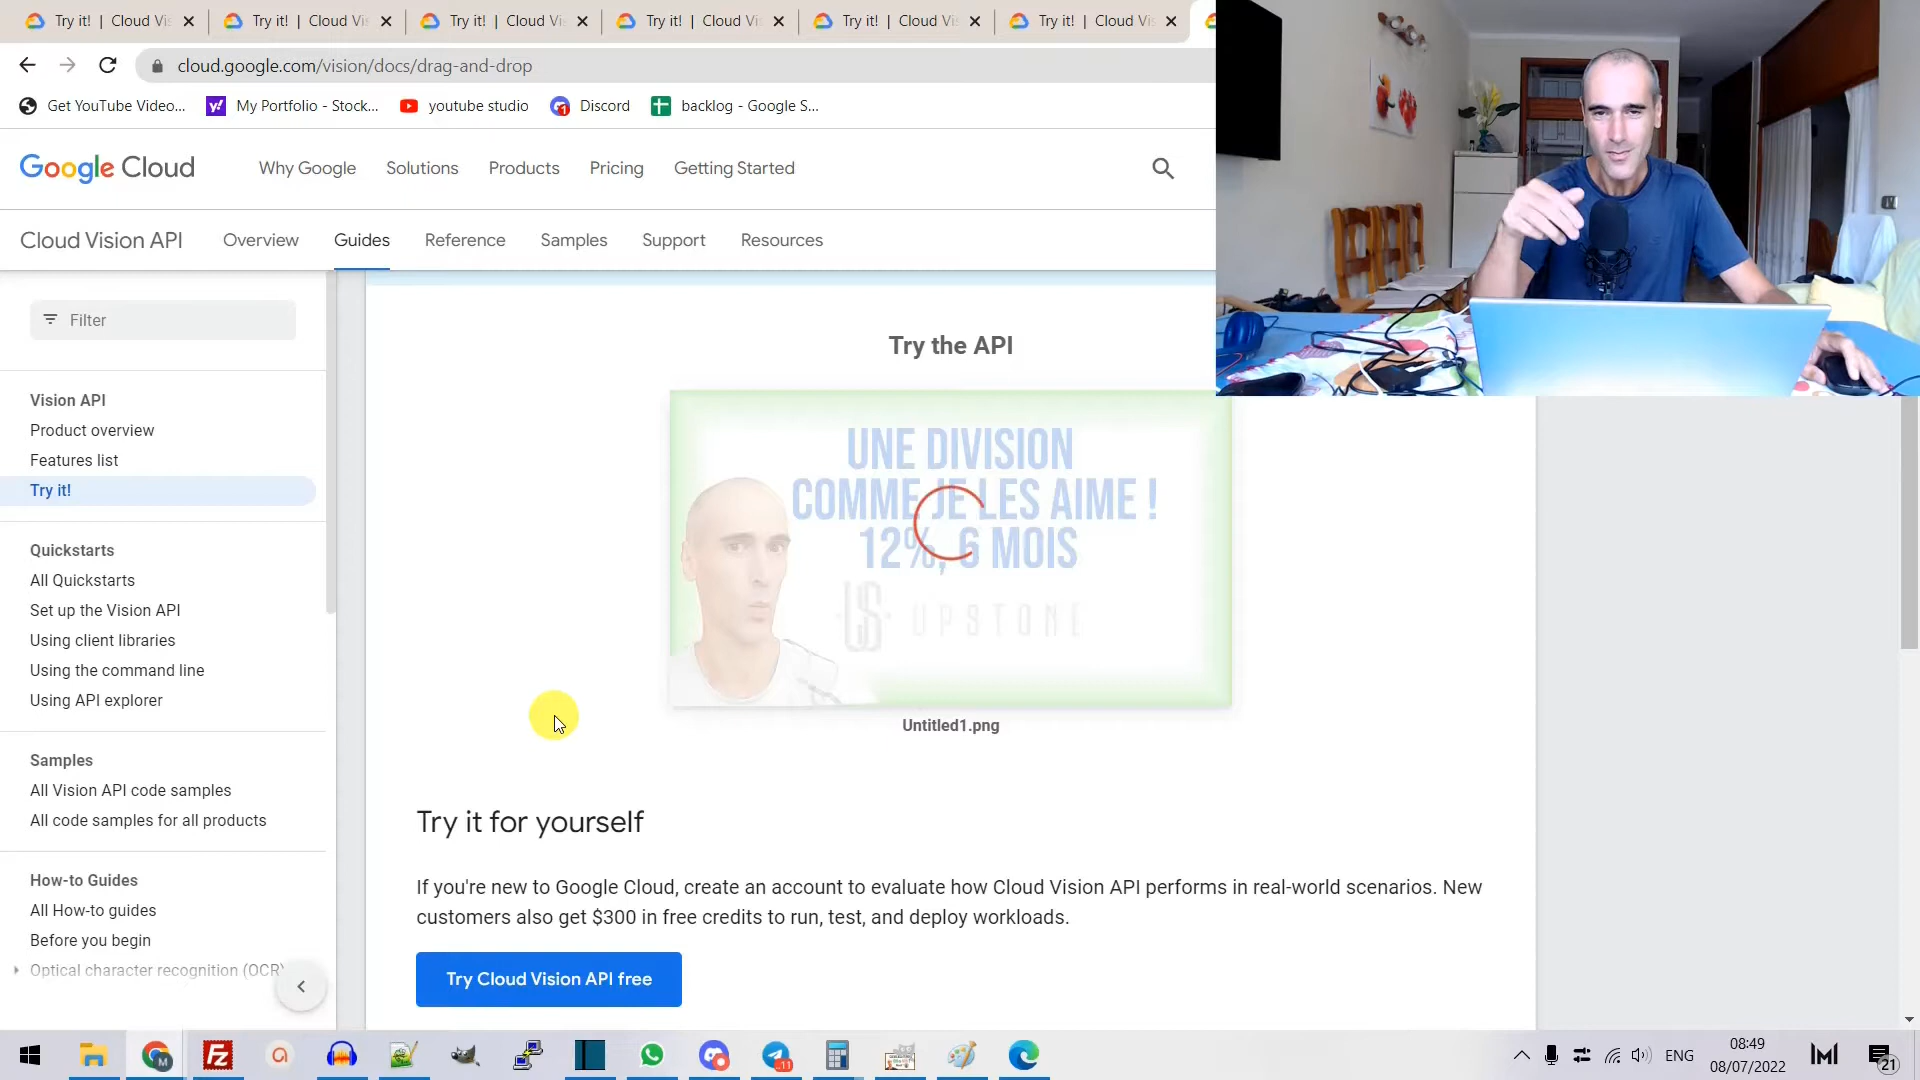 Try it! | Cloud Vis
Try it! | Cloud Vis
Try it! | Cloud Vis
Try it! | Cloud Vis
Try it! | Cloud Vis
Try it! | Cloud Vis
cloud.google.com/vision/docs/drag-and-drop
Get YouTube Video...
My Portfolio - Stock...
youtube studio
Discord
backlog - Google S...
Google Cloud
Why Google
Solutions
Products
Pricing
Getting Started
Cloud Vision API
Overview
Guides
Reference
Samples
Support
Resources
Filter
Vision API
Product overview
Features list
Try it!
Quickstarts
All Quickstarts
Set up the Vision API
Using client libraries
Using the command line
Using API explorer
Samples
All Vision API code samples
All code samples for all products
How-to Guides
All How-to guides
Before you begin
Optical character recognition (OCR)
Try the API
UNE DIVISION
COMME JE LES AIME !
12%, 6 MOIS
US UPSTONE
Untitled1.png
Try it for yourself
If you're new to Google Cloud, create an account to evaluate how Cloud Vision API performs in real-world scenarios. New
customers also get $300 in free credits to run, test, and deploy workloads.
Try Cloud Vision API free
ENG
08:49
08/07/2022
21